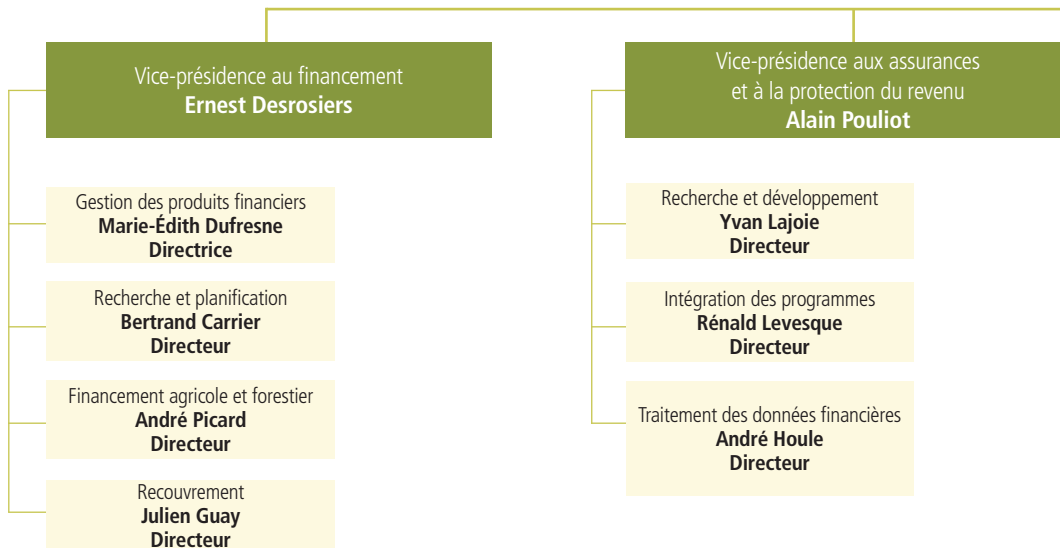 Vice-présidence au financement
Ernest Desrosiers
Gestion des produits financiers
Marie-Édith Dufresne
Directrice
Recherche et planification
Bertrand Carrier
Directeur
Financement agricole et forestier
André Picard
Directeur
Recouvrement
Julien Guay
Directeur
Vice-présidence aux assurances
et à la protection du revenu
Alain Pouliot
Recherche et développement
Yvan Lajoie
Directeur
Intégration des programmes
Rénald Levesque
Directeur
Traitement des données financières
André Houle
Directeur